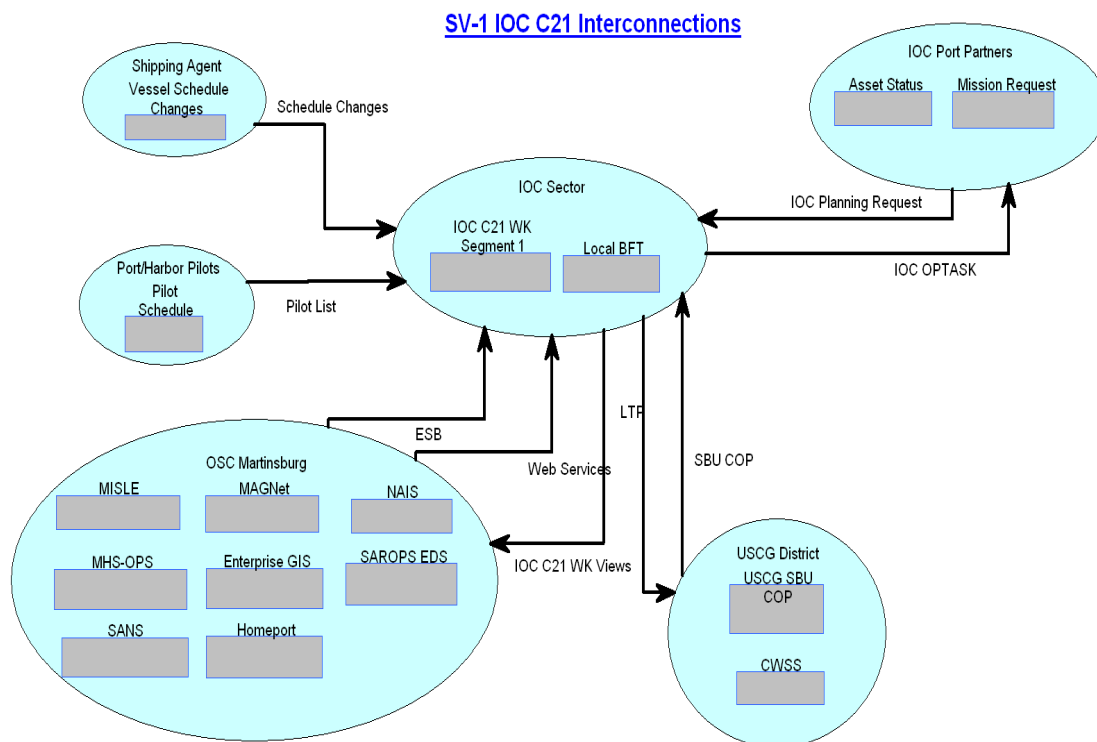 SV-1 IOC C21 Interconnections
Shipping Agent
Vessel Schedule
Changes
Schedule Changes
IOC Port Partners
Asset Status
Mission Request
IOC Sector
IOC C21 WK
Segment 1
Local BFT
IOC Planning Request
IOC OPTASK
Port/Harbor Pilots
Pilot
Schedule
Pilot List
ESB
Web Services
LTP
SBU COP
IOC C21 WK Views
OSC Martinsburg
MISLE
MAGNet
NAIS
MHS-OPS
Enterprise GIS
SAROPS EDS
SANS
Homeport
USCG District
USCG SBU
COP
CWSS